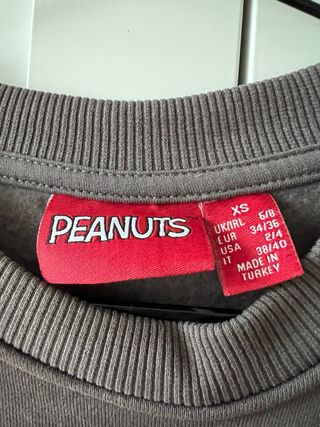 PEANUTS
XS
UK/IRL 6/8
EUR 34/36
USA 2/4
IT 38/40
MADE IN
TURKEY